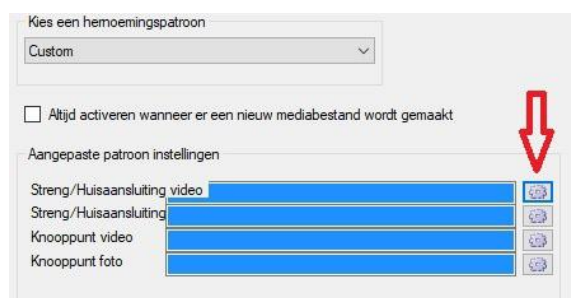 Kies een hernoemingspatroon
Custom
Altijd activeren wanneer er een nieuw mediabestand wordt gemaakt
Aangepaste patroon instellingen
Streng/Huisaansluiting video
Streng/Huisaansluiting
Knooppunt video
Knooppunt foto